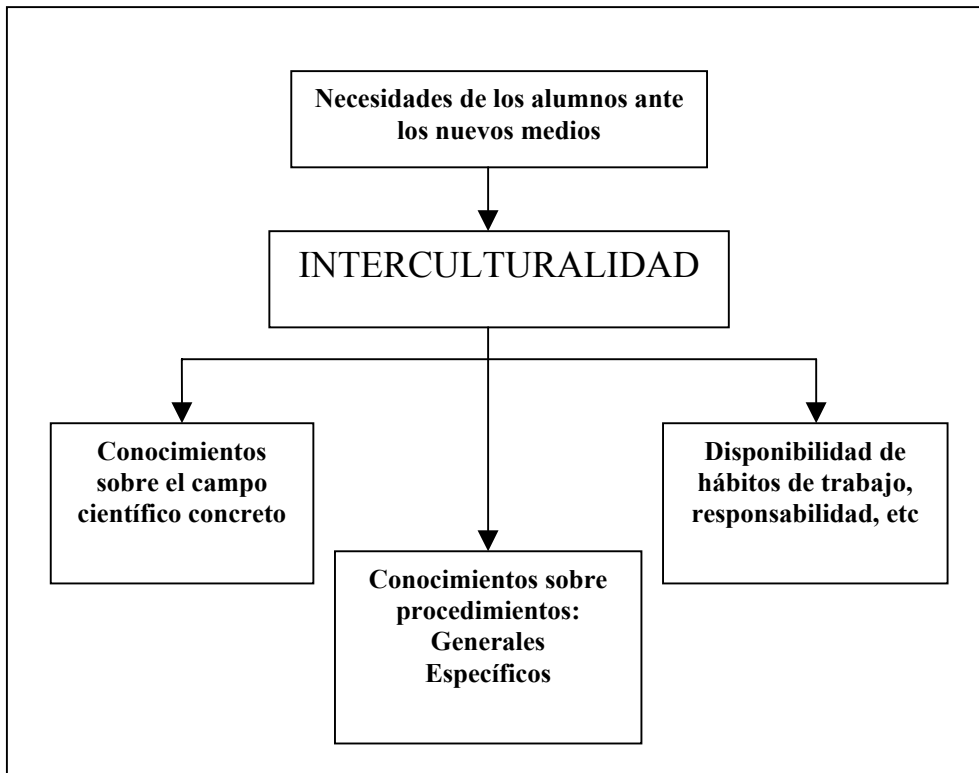 Necesidades de los alumnos ante
los nuevos medios
INTERCULTURALIDAD
Conocimientos
sobre el campo
científico concreto
Conocimientos sobre
procedimientos:
Generales
Específicos
Disponibilidad de
hábitos de trabajo,
responsabilidad, etc